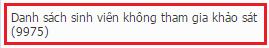 Danh sách sinh viên không tham gia khảo sát
(9975)